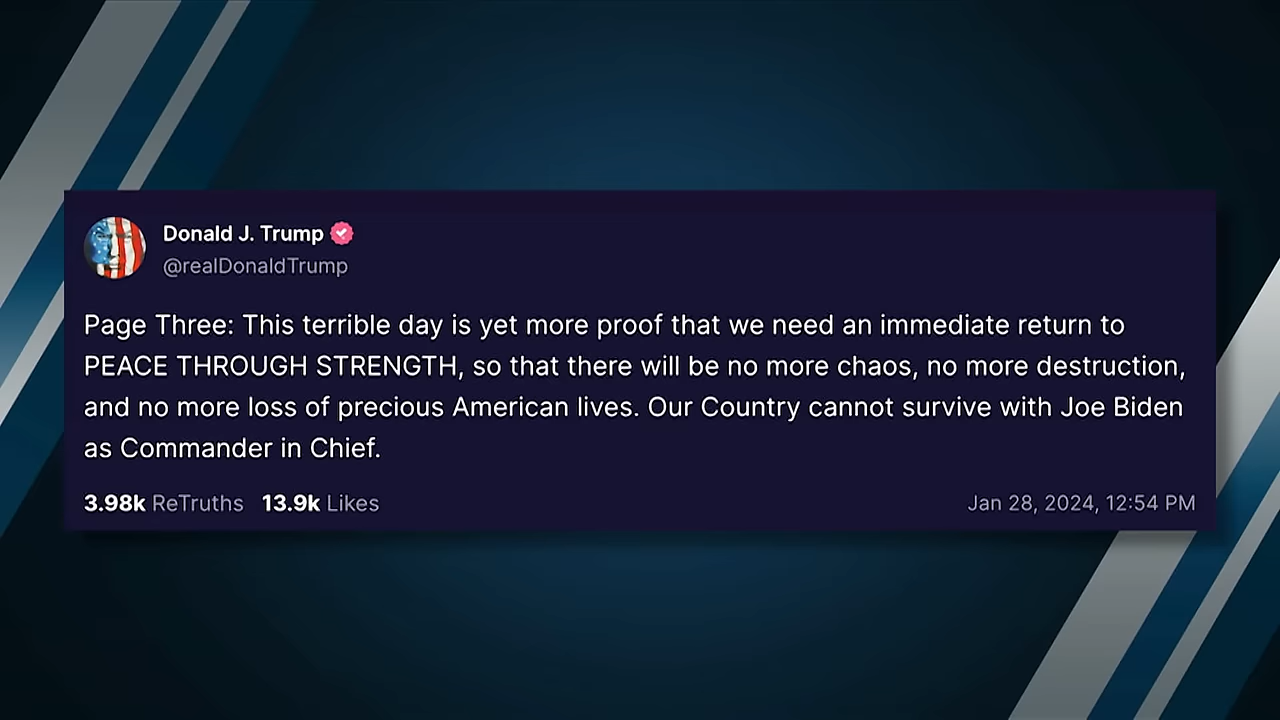 Donald J. Trump
@realDonaldTrump
Page Three: This terrible day is yet more proof that we need an immediate return to
PEACE THROUGH STRENGTH, so that there will be no more chaos, no more destruction,
and no more loss of precious American lives. Our Country cannot survive with Joe Biden
as Commander in Chief.
3.98k ReTruths 13.9k Likes Jan 28, 2024, 12:54 PM